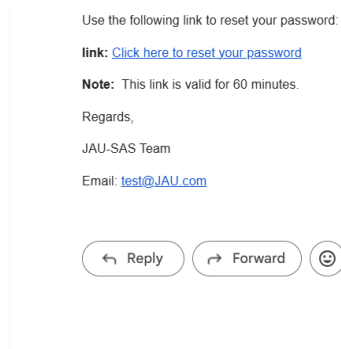 Use the following link to reset your password:
link: Click here to reset your password
Note: This link is valid for 60 minutes.
Regards,
JAU-SAS Team
Email: test@JAU.com
Reply
Forward